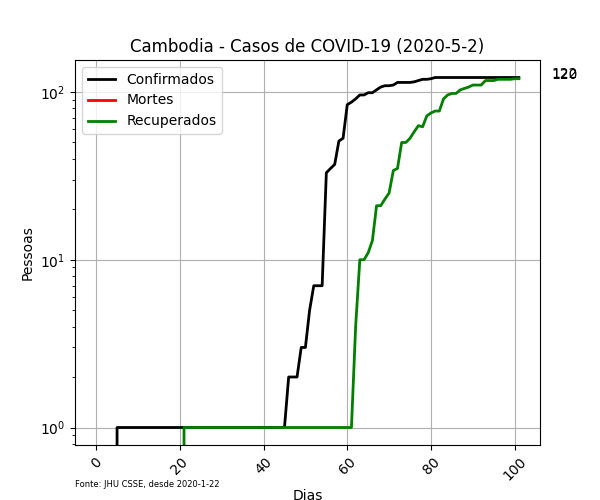 Cambodia - Casos de COVID-19 (2020-5-2)
Confirmados
Mortes
Recuperados
10²
10¹
10⁰
Pessoas
0 20 40 60 80 100
Dias
Fonte: JHU CSSE, desde 2020-1-22